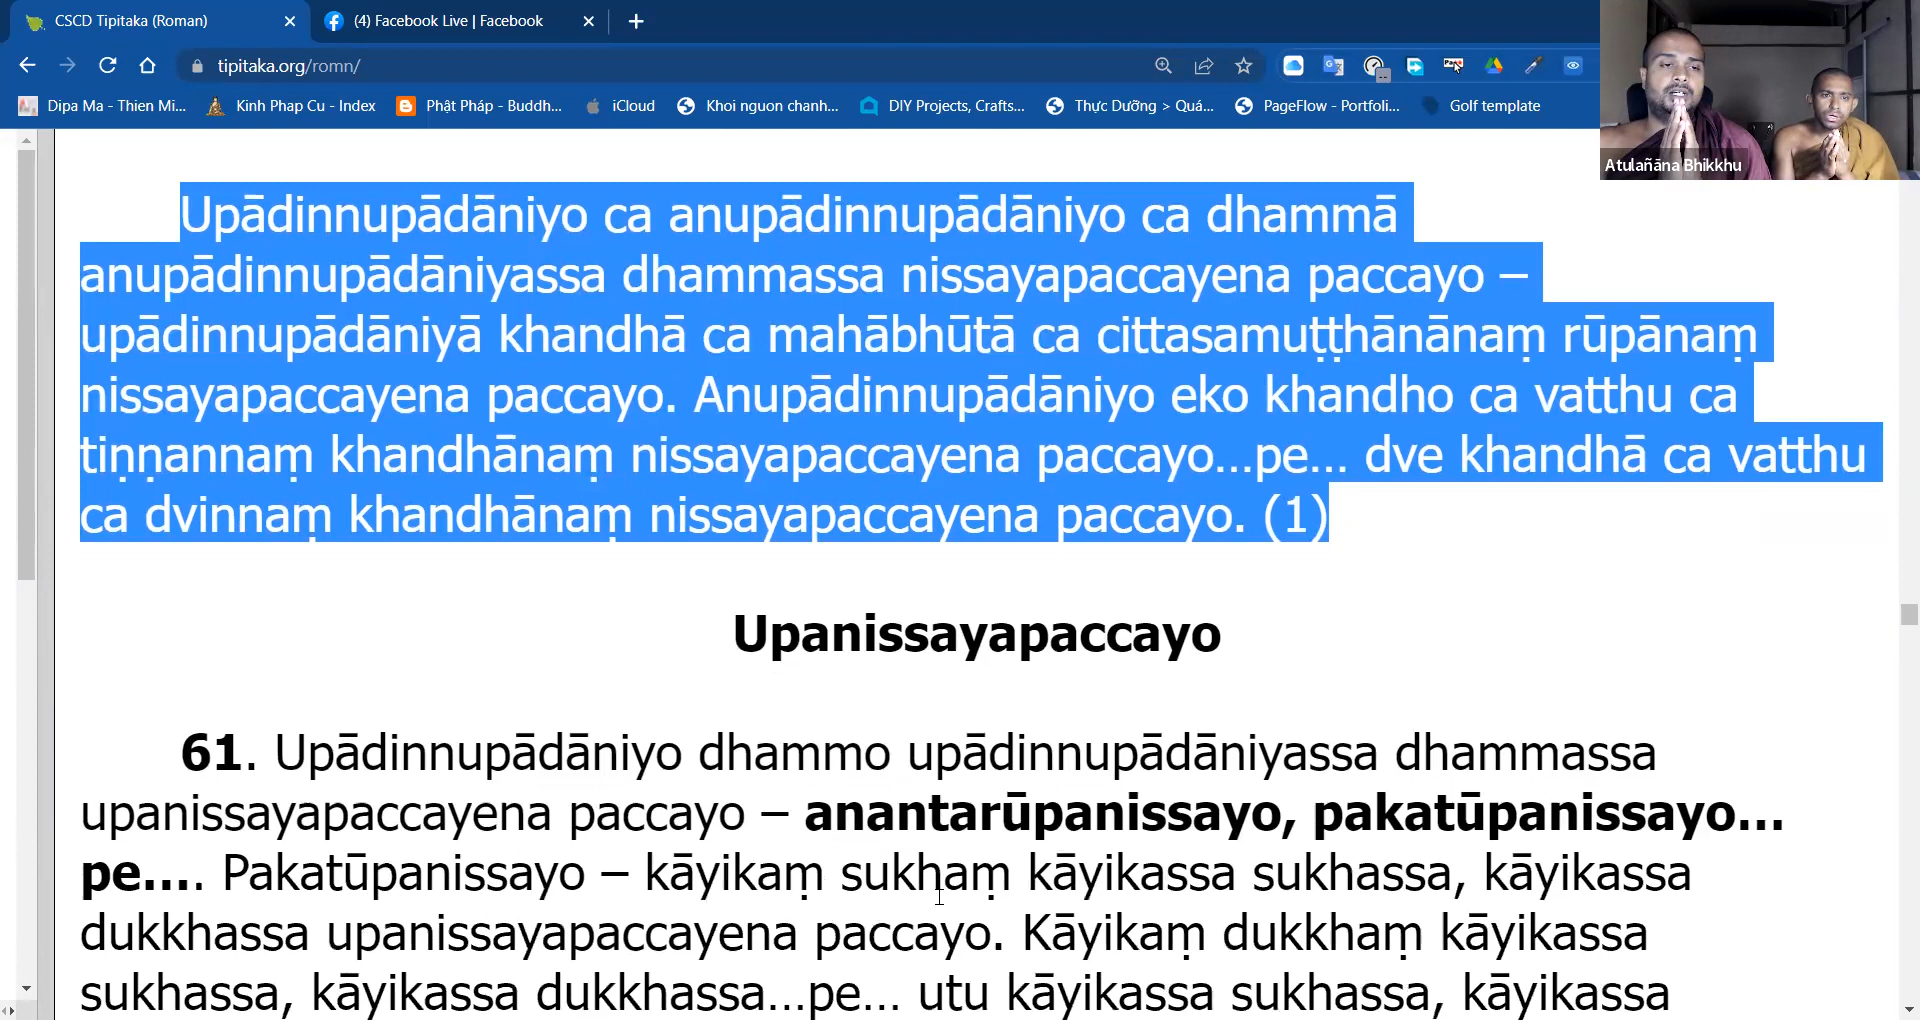 CSCD Tipitaka (Roman)
(4) Facebook Live | Facebook
tipitaka.org/romn/
Dipa Ma - Thien Mi...
Kinh Phap Cu - Index
Phật Pháp - Buddh...
iCloud
Khoi nguon chanh...
DIY Projects, Crafts...
Thực Dưỡng > Quá...
PageFlow - Portfoli...
Golf template
Atulañāna Bhikkhu
Upādinnupādāniyo ca anupādinnupādāniyo ca dhammā
anupādinnupādāniyassa dhammassa nissayapaccayena paccayo –
upādinnupādāniyā khandhā ca mahābhūtā ca cittasamuṭṭhānānaṃ rūpānaṃ
nissayapaccayena paccayo. Anupādinnupādāniyo eko khandho ca vatthu ca
tiṇṇannaṃ khandhānaṃ nissayapaccayena paccayo…pe… dve khandhā ca vatthu
ca dvinnaṃ khandhānaṃ nissayapaccayena paccayo. (1)
Upanissayapaccayo
61. Upādinnupādāniyo dhammo upādinnupādāniyassa dhammassa
upanissayapaccayena paccayo – anantarūpanissayo, pakatūpanissayo…
pe…. Pakatūpanissayo – kāyikaṃ sukhaṃ kāyikassa sukhassa, kāyikassa
dukkhassa upanissayapaccayena paccayo. Kāyikaṃ dukkhaṃ kāyikassa
sukhassa, kāyikassa dukkhassa…pe… utu kāyikassa sukhassa, kāyikassa